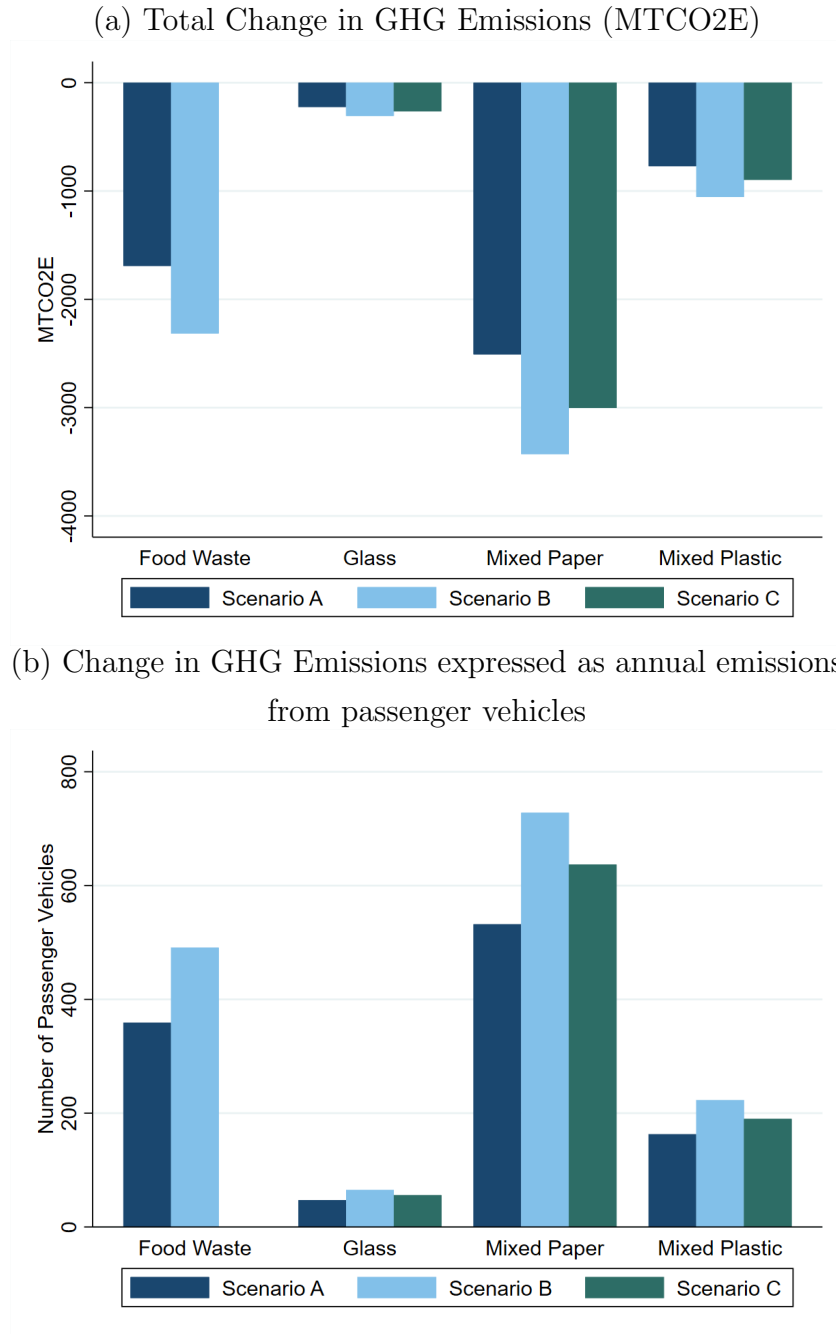 (a) Total Change in GHG Emissions (MTCO2E)
MTCO2E
0
-1000
-2000
-3000
-4000
Food Waste
Glass
Mixed Paper
Mixed Plastic
Scenario A
Scenario B
Scenario C
(b) Change in GHG Emissions expressed as annual emissions
from passenger vehicles
Number of Passenger Vehicles
800
600
400
200
0
Food Waste
Glass
Mixed Paper
Mixed Plastic
Scenario A
Scenario B
Scenario C